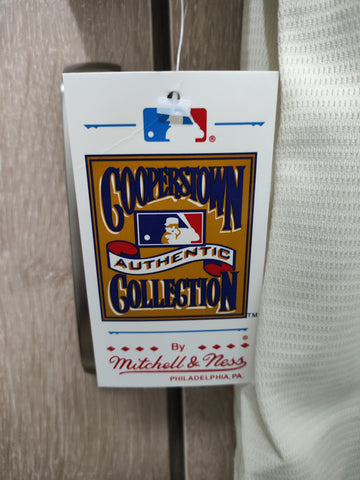 ®
COOPERSTOWN
AUTHENTIC
COLLECTION
TM
By
®
Mitchell & Ness
PHILADELPHIA, PA.